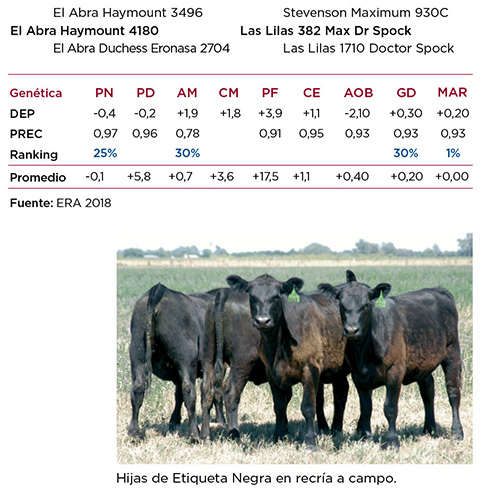 El Abra Haymount 3496 Stevenson Maximum 930C
El Abra Haymount 4180 Las Lilas 382 Max Dr Spock
El Abra Duchess Eronasa 2704 Las Lilas 1710 Doctor Spock
Genética PN PD AM CM PF CE AOB GD MAR
DEP -0,4 -0,2 +1,9 +1,8 +3,9 +1,1 -2,10 +0,30 +0,20
PREC 0,97 0,96 0,78 0,91 0,95 0,93 0,93 0,93
Ranking 25% 30% 30% 1%
Promedio -0,1 +5,8 +0,7 +3,6 +17,5 +1,1 +0,40 +0,20 +0,00
Fuente: ERA 2018
Hijas de Etiqueta Negra en recría a campo.